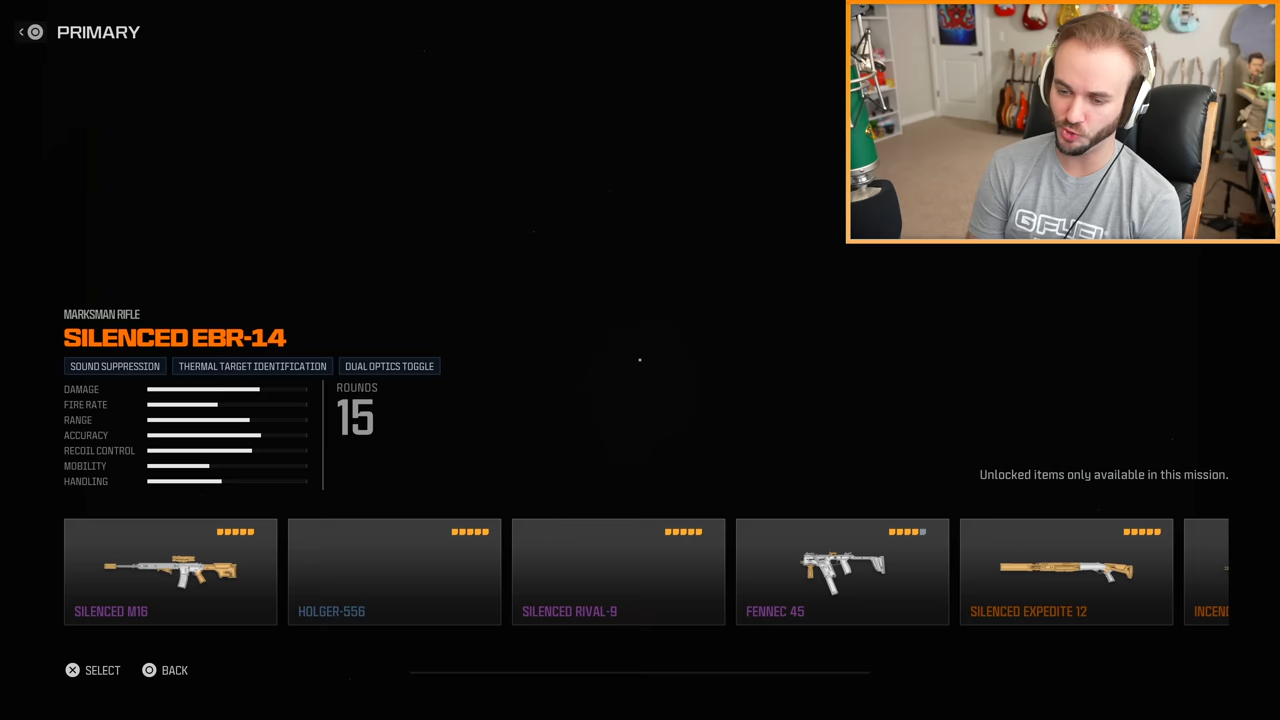 PRIMARY
G FUEL
MARKSMAN RIFLE
SILENCED EBR-14
SOUND SUPPRESSION THERMAL TARGET IDENTIFICATION DUAL OPTICS TOGGLE
DAMAGE
FIRE RATE
RANGE
ACCURACY
RECOIL CONTROL
MOBILITY
HANDLING
ROUNDS
15
Unlocked items only available in this mission.
SILENCED M16 HOLGER-556 SILENCED RIVAL-9 FENNEC 45 SILENCED EXPEDITE 12 INCEND
SELECT BACK